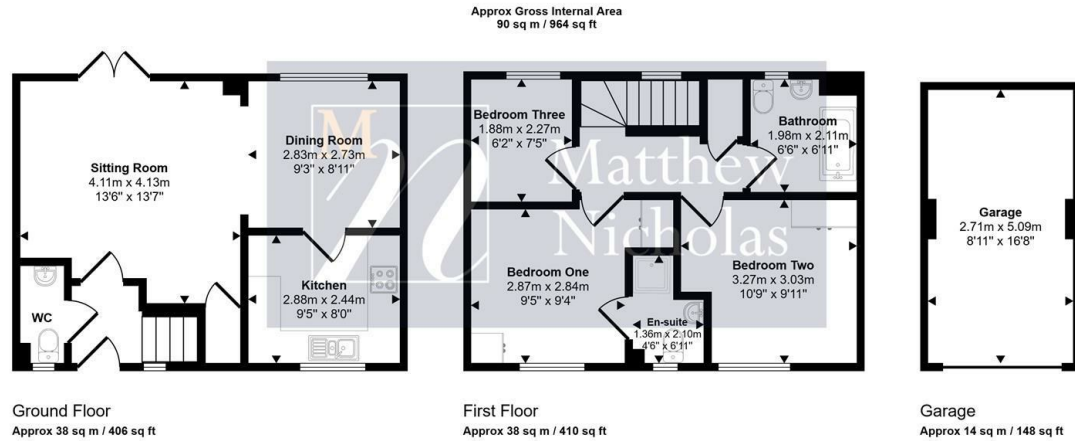 Approx Gross Internal Area
90 sq m / 964 sq ft
Sitting Room
4.11m x 4.13m
13'6" x 13'7"
Dining Room
2.83m x 2.73m
9'3" x 8'11"
Kitchen
2.88m x 2.44m
9'5" x 8'0"
WC
Ground Floor
Approx 38 sq m / 406 sq ft
Bedroom Three
1.88m x 2.27m
6'2" x 7'5"
Bathroom
1.98m x 2.11m
6'6" x 6'11"
Bedroom One
2.87m x 2.84m
9'5" x 9'4"
En-suite
1.36m x 2.10m
4'6" x 6'11"
Bedroom Two
3.27m x 3.03m
10'9" x 9'11"
First Floor
Approx 38 sq m / 410 sq ft
Garage
2.71m x 5.09m
8'11" x 16'8"
Garage
Approx 14 sq m / 148 sq ft
M
n
Matthew
Nicholas